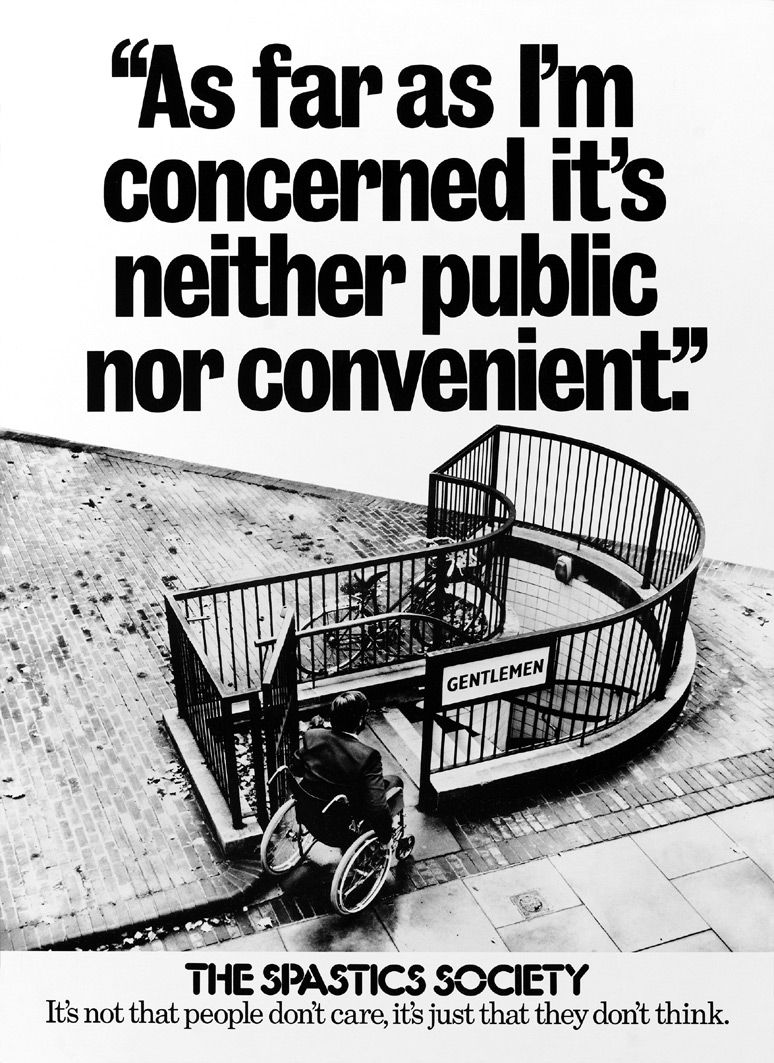 “As far as I’m
concerned it’s
neither public
nor convenient.”
GENTLEMEN
THE SPASTICS SOCIETY
It’s not that people don’t care, it’s just that they don’t think.